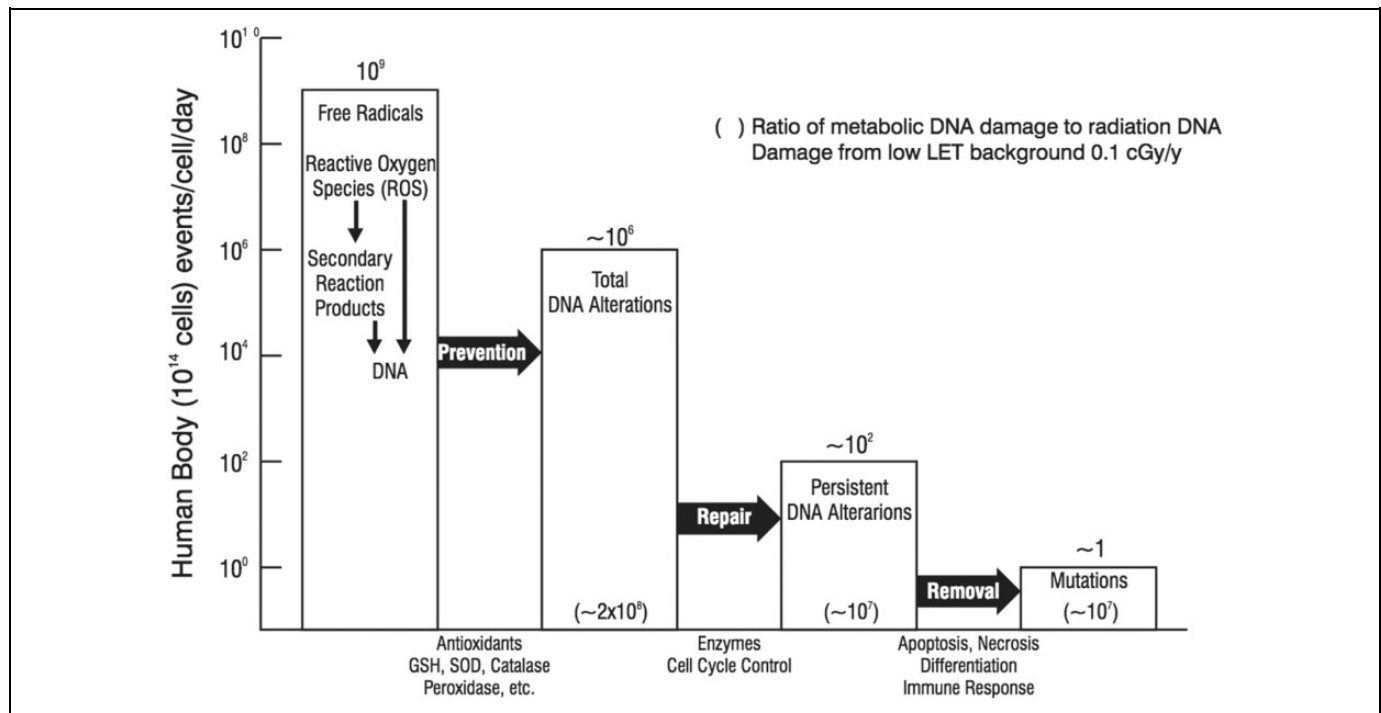 Human Body (10¹⁴ cells) events/cell/day
10¹⁰
10⁸
10⁶
10⁴
10²
10⁰
10⁹
Free Radicals
Reactive Oxygen
Species (ROS)
Secondary
Reaction
Products
DNA
Prevention
Antioxidants
GSH, SOD, Catalase
Peroxidase, etc.
~10⁶
Total
DNA Alterations
(~2x10⁸)
Repair
Enzymes
Cell Cycle Control
~10²
Persistent
DNA Alterarions
(~10⁷)
Removal
Apoptosis, Necrosis
Differentiation
Immune Response
~1
Mutations
(~10⁷)
( ) Ratio of metabolic DNA damage to radiation DNA
Damage from low LET background 0.1 cGy/y